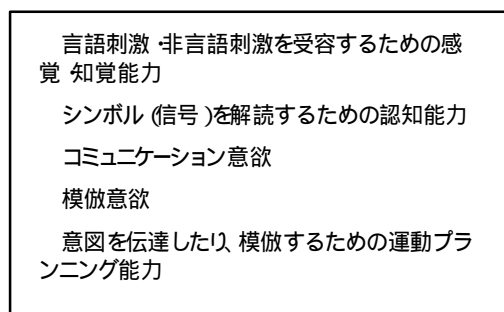 言語刺激・非言語刺激を受容するための感
覚 知覚能力
シンボル (信号)を解読するための認知能力
コミュニケーション意欲
模倣意欲
意図を伝達したり、模倣するための運動プラ
ンニング能力